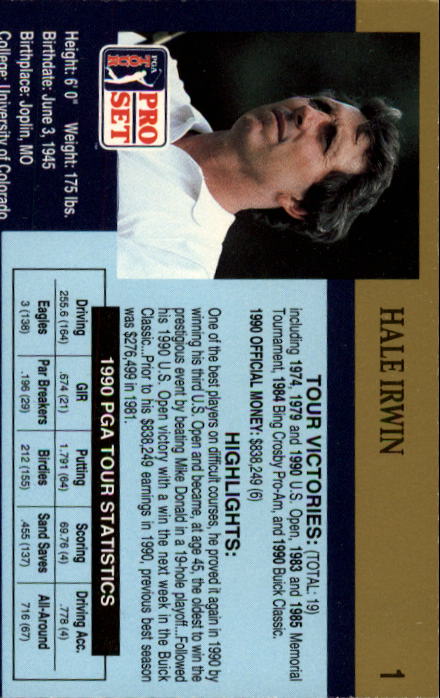 HALE IRWIN
1
PGA
TOUR
PRO
SET
Height: 6' 0" Weight: 175 lbs.
Birthdate: June 3, 1945
Birthplace: Joplin, MO
College: University of Colorado
TOUR VICTORIES: (TOTAL: 19)
including 1974, 1979 and 1990 U.S. Open, 1983 and 1985 Memorial
Tournament, 1984 Bing Crosby Pro-Am, and 1990 Buick Classic.
1990 OFFICIAL MONEY: $838,249 (6)
HIGHLIGHTS:
One of the best players on difficult courses, he proved it again in 1990 by
winning his third U.S. Open and became, at age 45, the oldest to win the
prestigious event by beating Mike Donald in a 19-hole playoff...Followed
his 1990 U.S. Open victory with a win the next week in the Buick
Classic...Prior to his $838,249 earnings in 1990, previous best season
was $276,499 in 1981.
1990 PGA TOUR STATISTICS
Driving GIR Putting Scoring Driving Acc.
255.6 (164) .674 (21) 1.791 (64) 69.76 (4) .778 (4)
Eagles Par Breakers Birdies Sand Saves All-Around
3 (138) .196 (29) 212 (155) .455 (137) 716 (67)